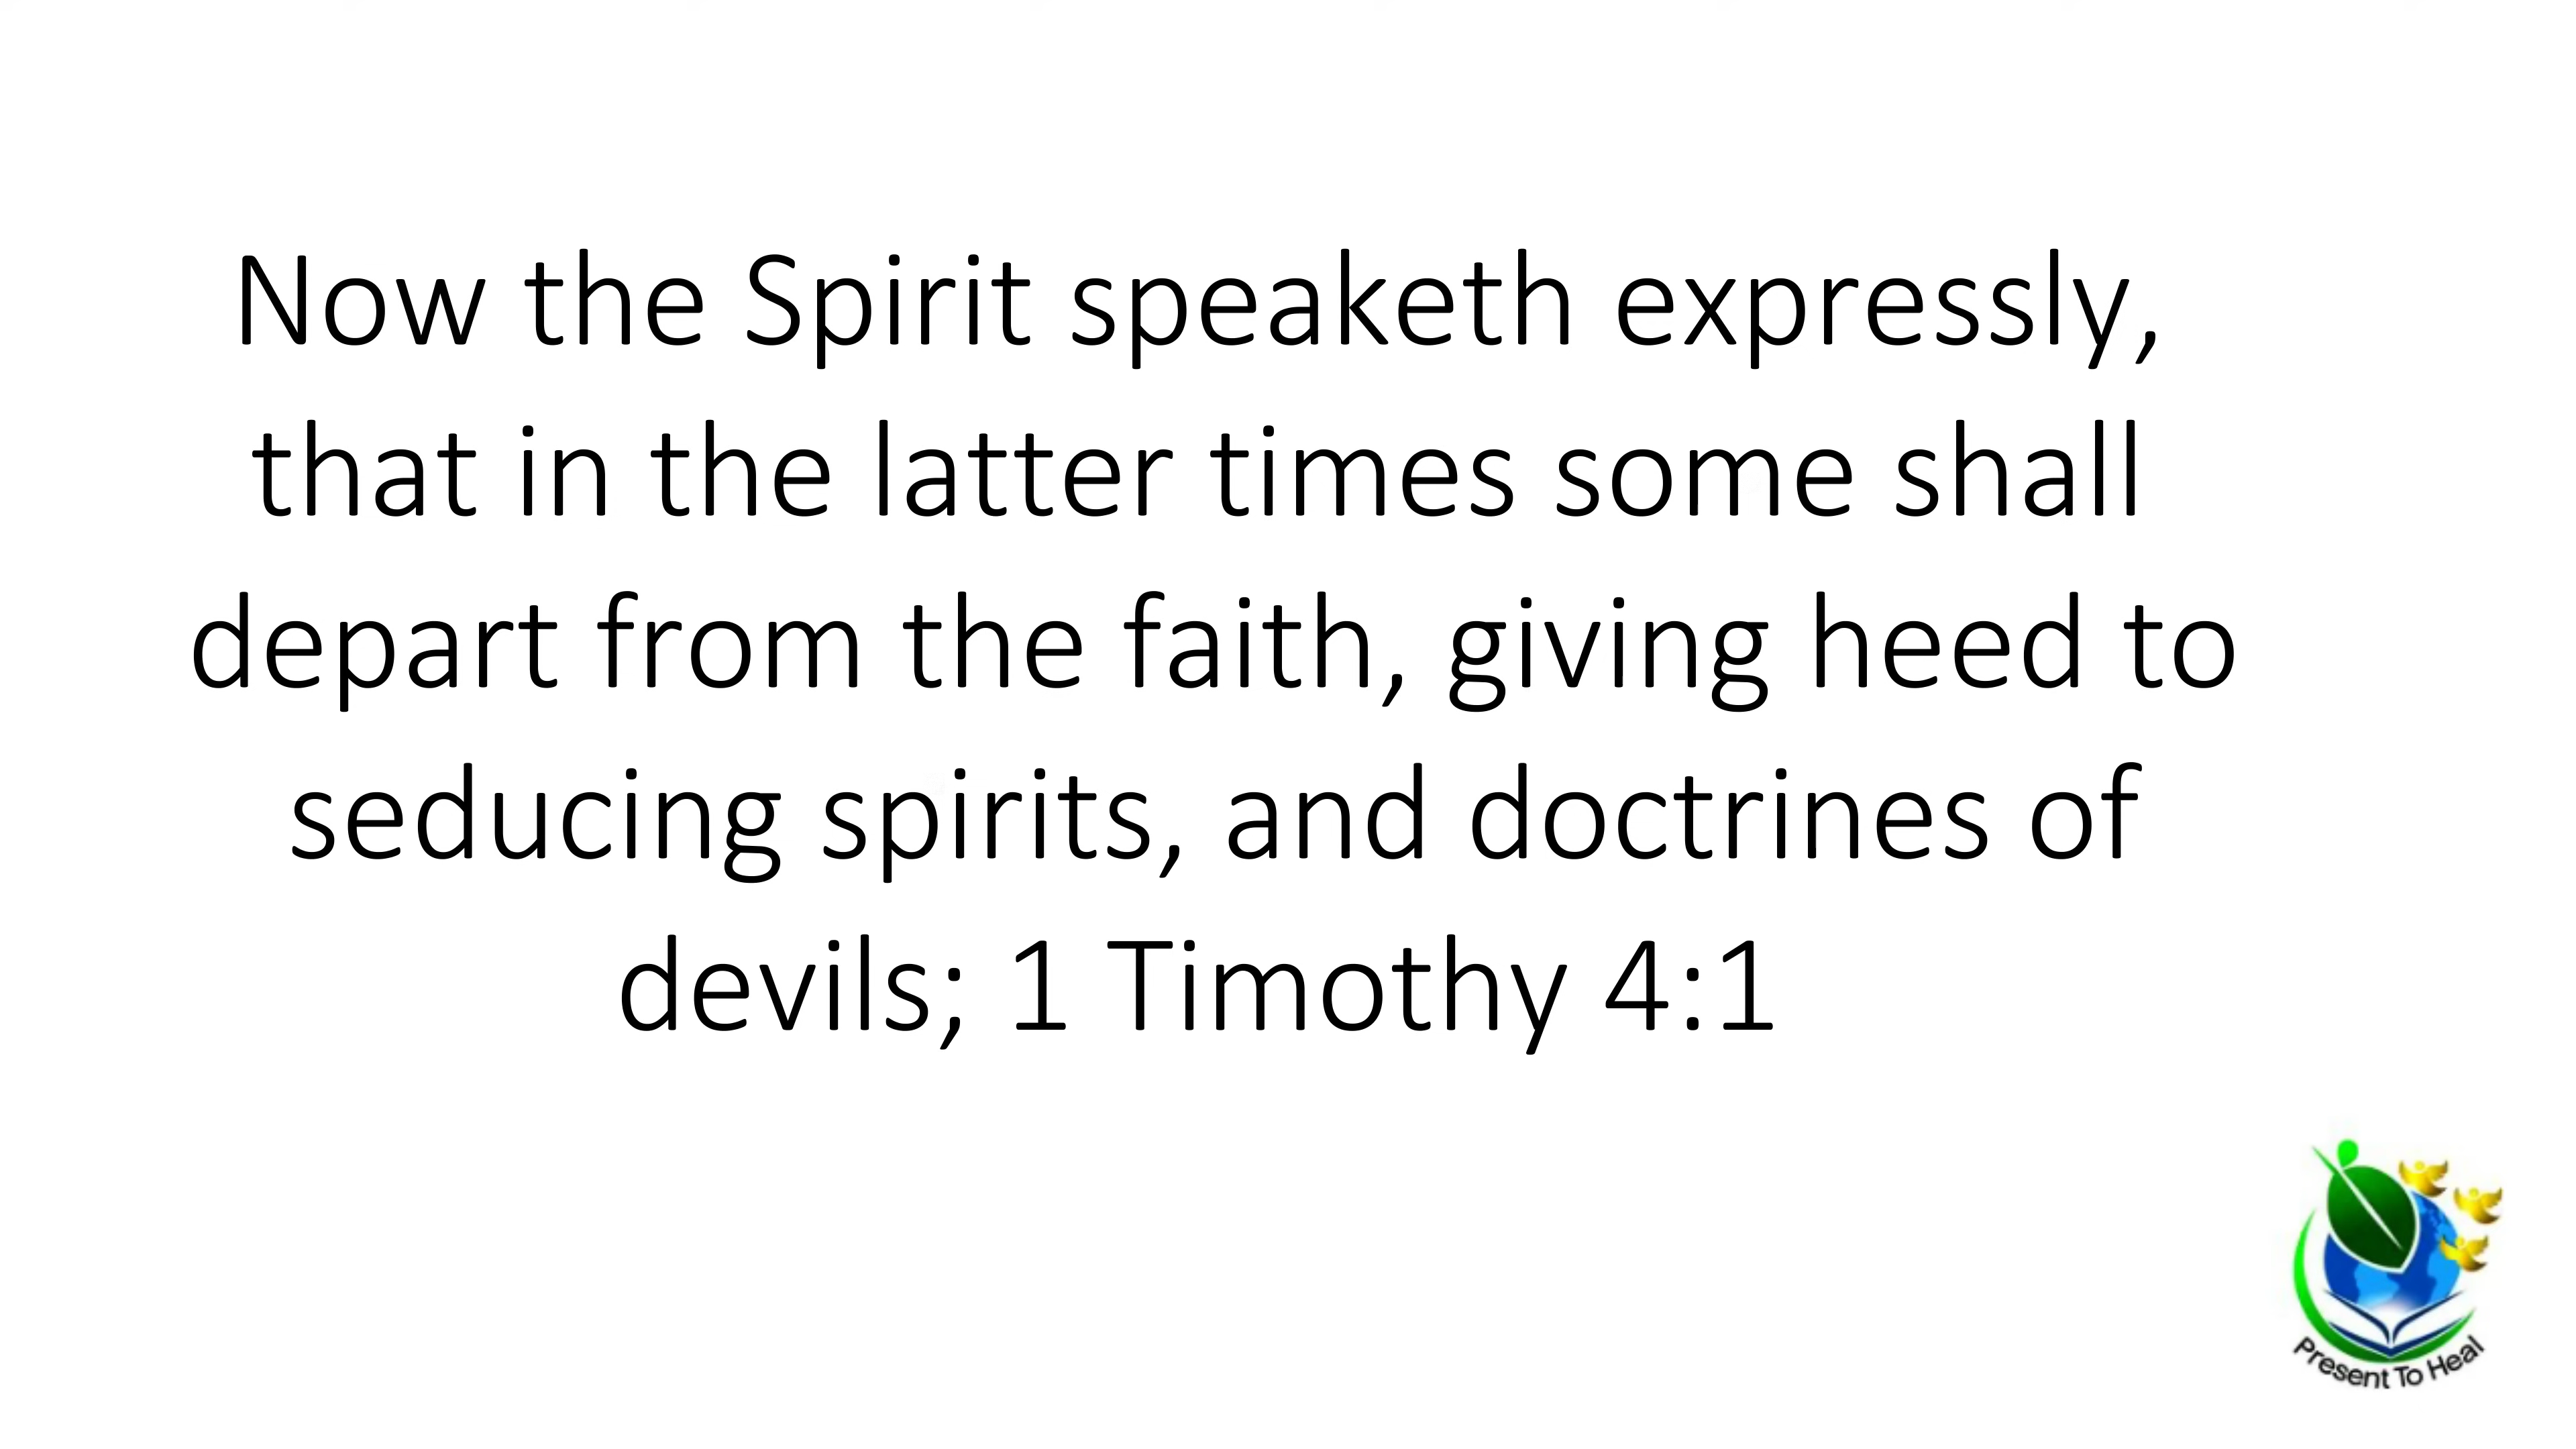 Now the Spirit speaketh expressly,
that in the latter times some shall
depart from the faith, giving heed to
seducing spirits, and doctrines of
devils; 1 Timothy 4:1
Present To Heal